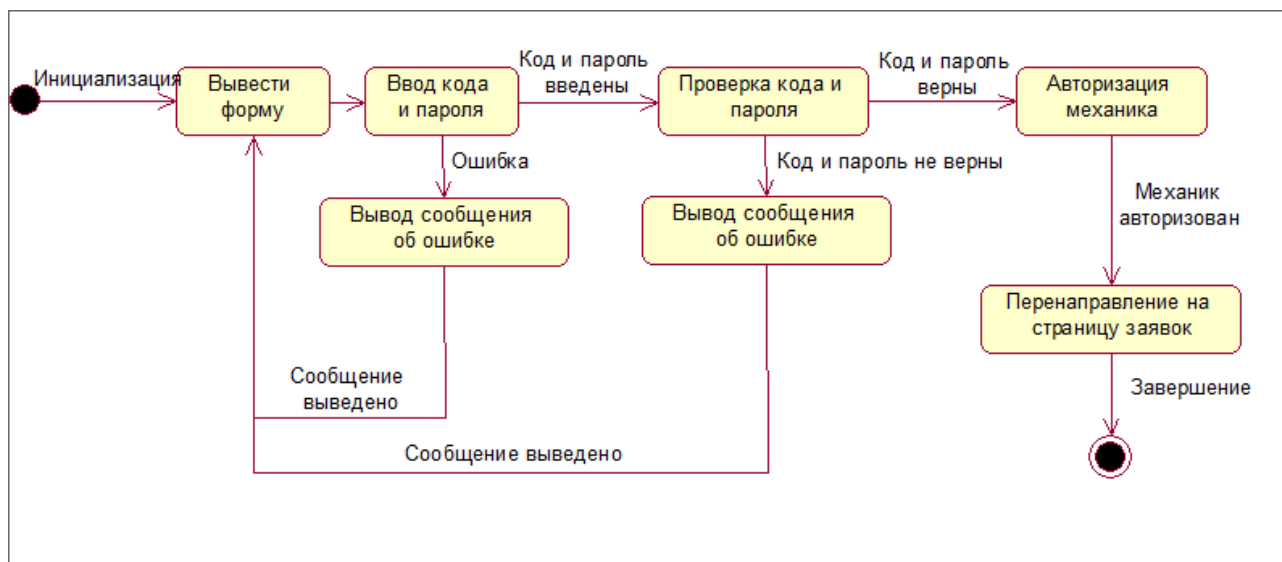 Инициализация
Вывести
форму
Ввод кода
и пароля
Код и пароль
введены
Проверка кода и
пароля
Код и пароль
верны
Авторизация
механика
Ошибка
Код и пароль не верны
Вывод сообщения
об ошибке
Вывод сообщения
об ошибке
Механик
авторизован
Перенаправление на
страницу заявок
Сообщение
выведено
Завершение
Сообщение выведено